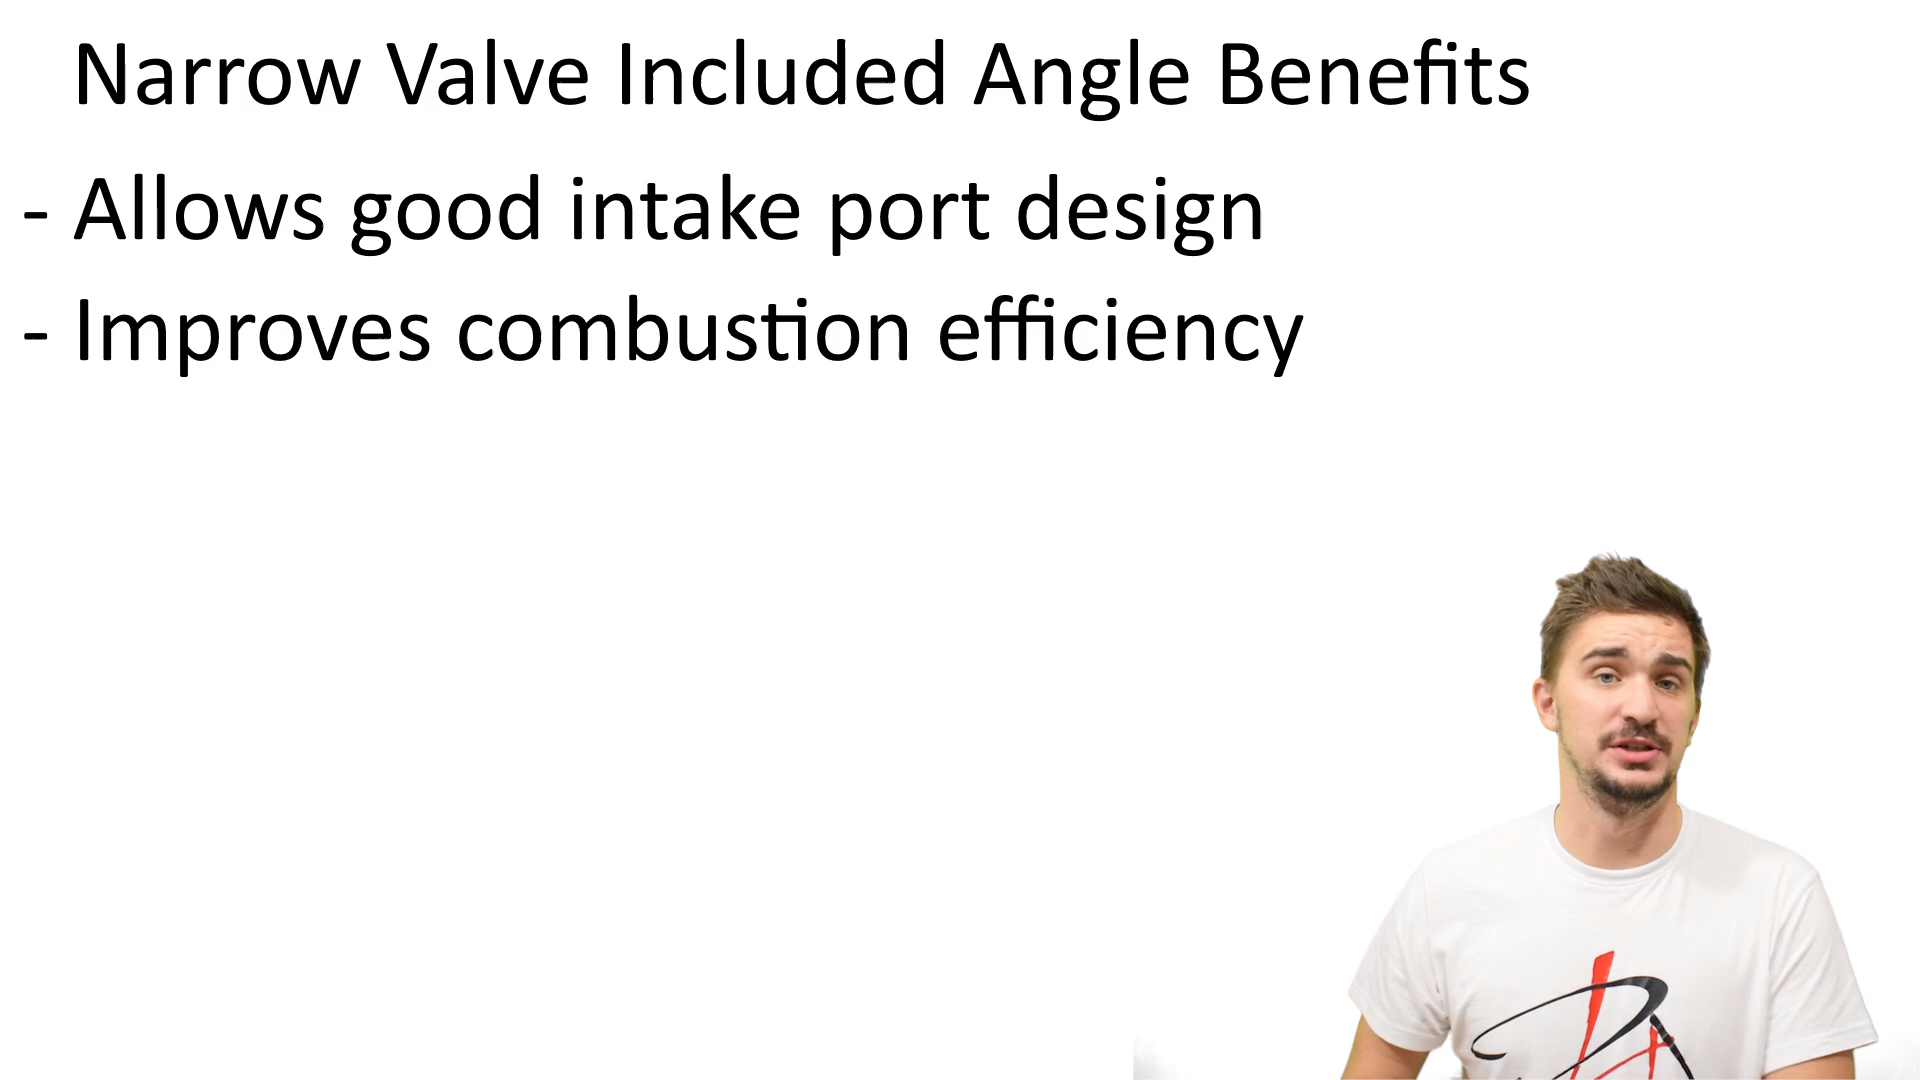 Narrow Valve Included Angle Benefits
- Allows good intake port design
- Improves combustion efficiency